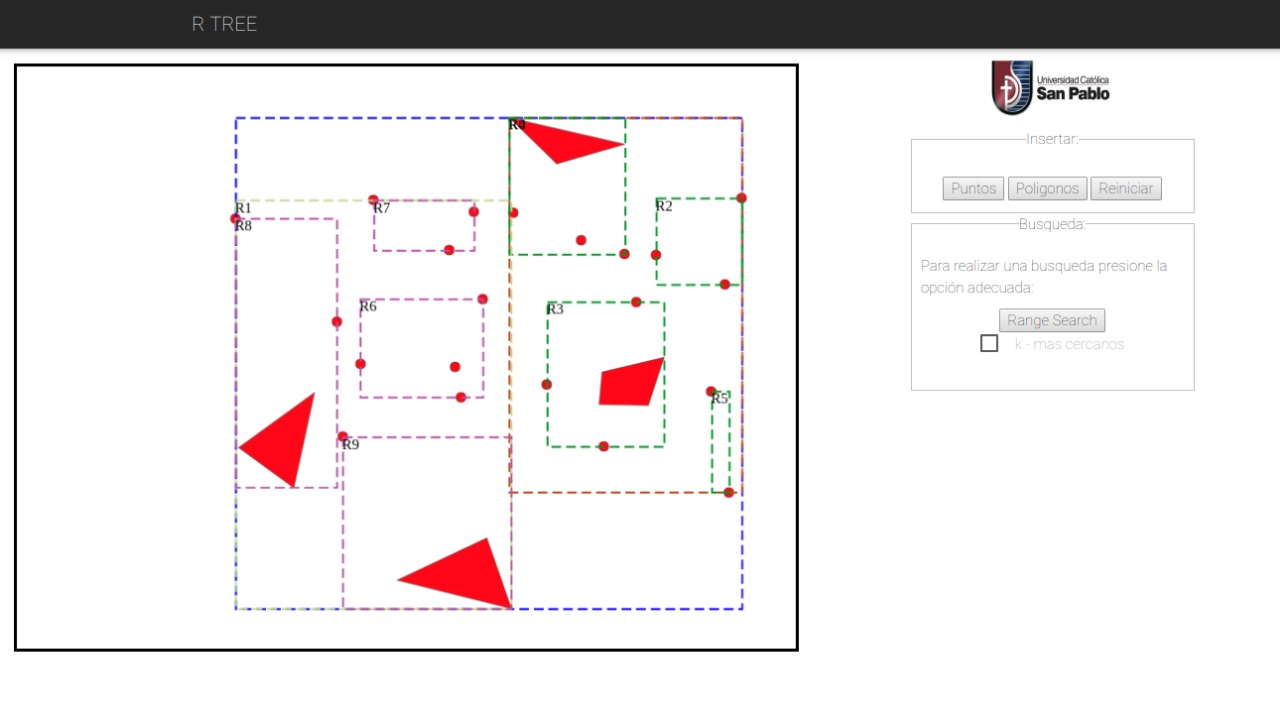 R TREE
Universidad Católica
San Pablo
Insertar:
Puntos Poligonos Reiniciar
Busqueda:
Para realizar una busqueda presione la
opción adecuada:
Range Search
k - mas cercanos
R2
R1
R7
R8
R6
R3
R5
R9